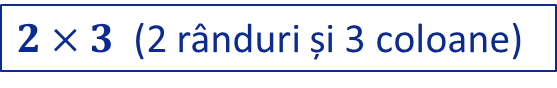 2 × 3 (2 rânduri și 3 coloane)